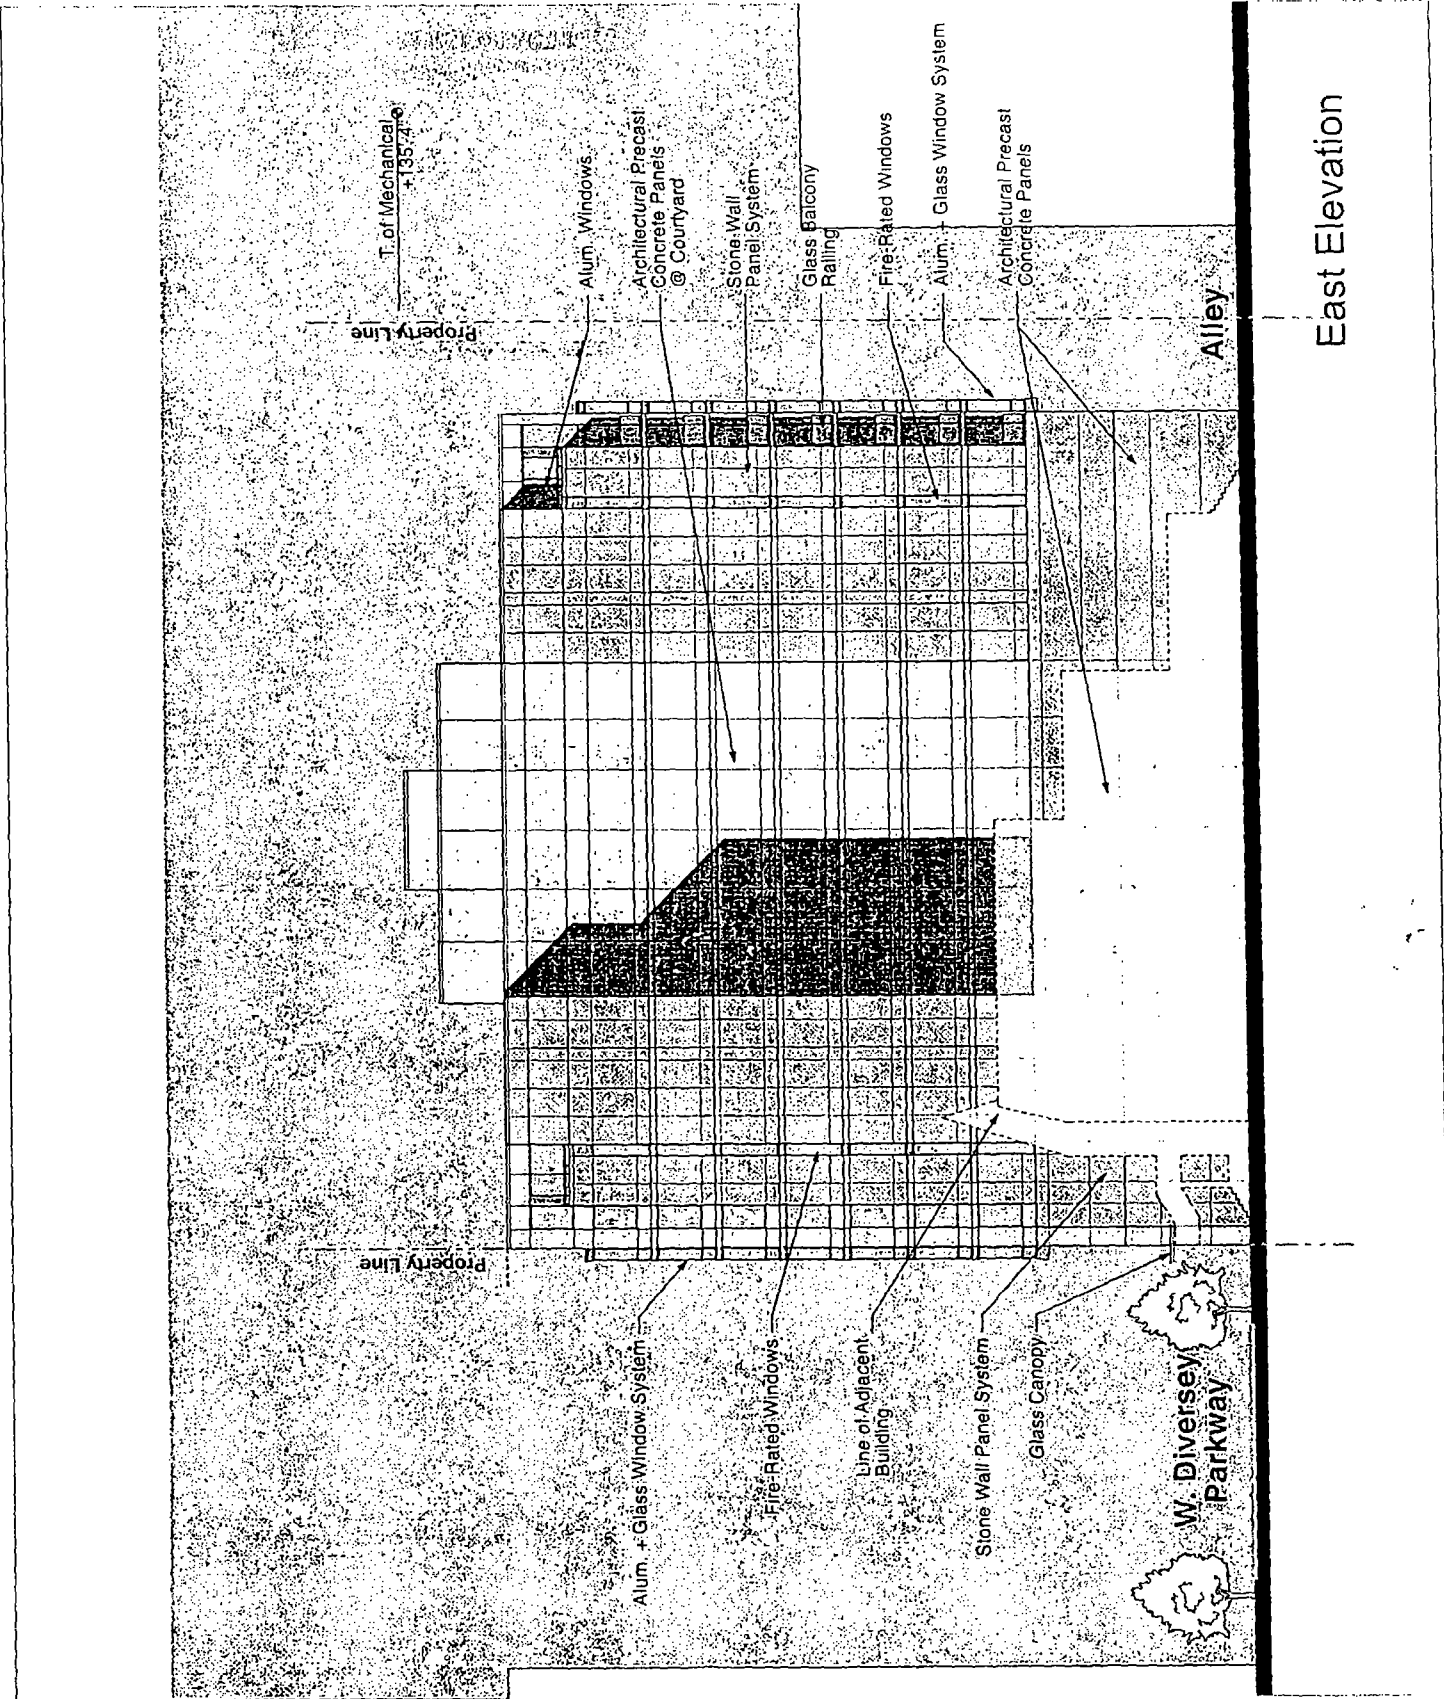 T. of Mechanical
+135'-4"
Property Line
Alum. Windows
Architectural Precast
Concrete Panels
@ Courtyard
Stone Wall
Panel System
Glass Balcony
Railing
Fire-Rated Windows
Alum. + Glass Window System
Architectural Precast
Concrete Panels
Alley
Property Line
Alum. + Glass Window System
Fire-Rated Windows
Line of Adjacent
Building
Stone Wall Panel System
Glass Canopy
W. Diversey
Parkway
East Elevation